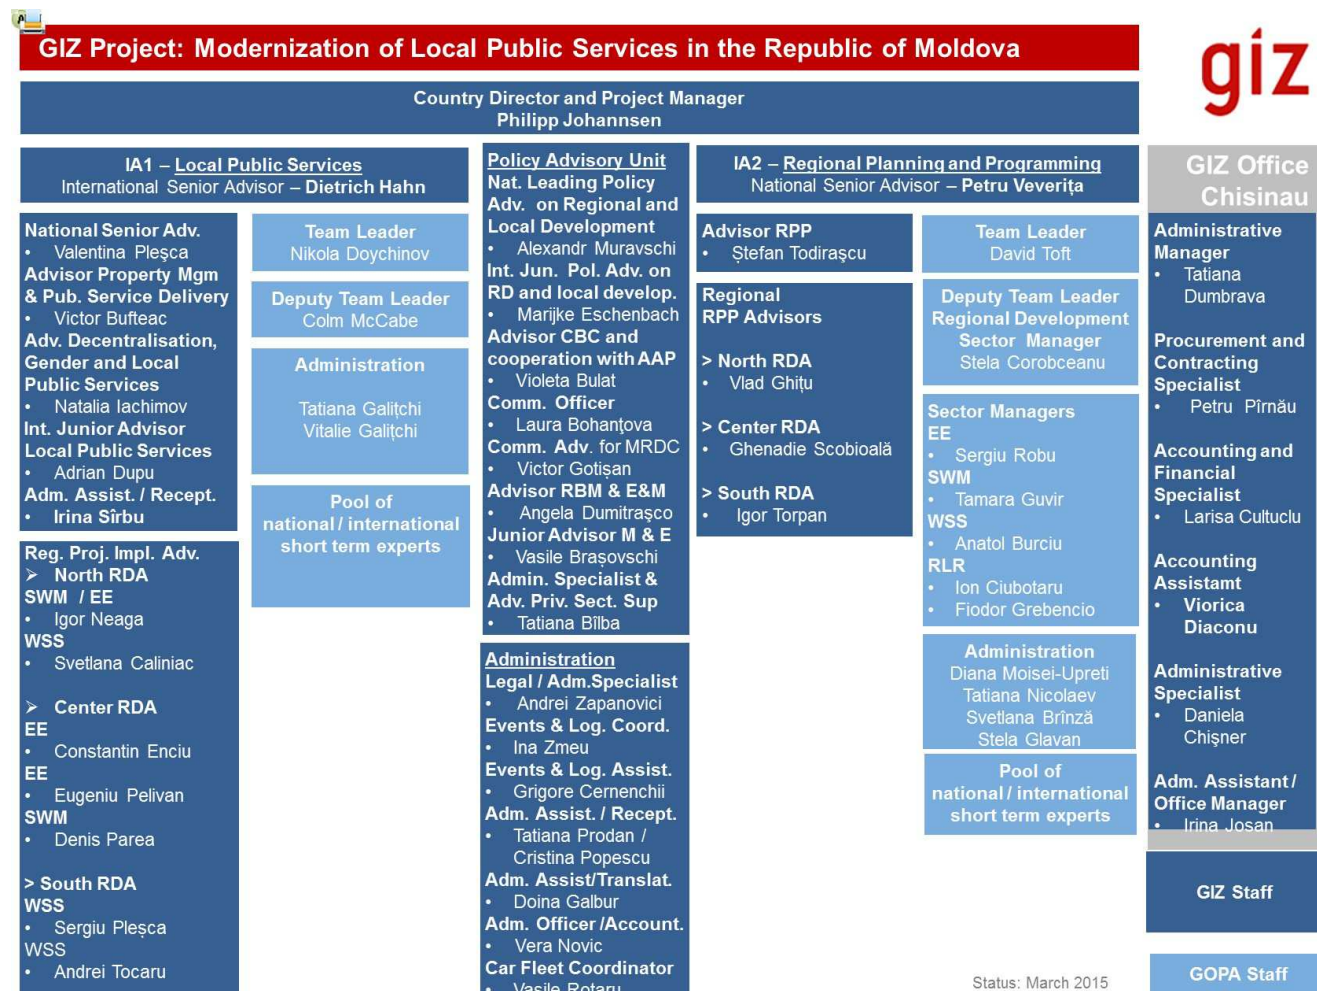 GIZ Project: Modernization of Local Public Services in the Republic of Moldova
giz
Country Director and Project Manager
Philipp Johannsen
IA1 – Local Public Services
International Senior Advisor – Dietrich Hahn
National Senior Adv.
• Valentina Pleşca
Advisor Property Mgm
& Pub. Service Delivery
• Victor Bufteac
Adv. Decentralisation,
Gender and Local
Public Services
• Natalia Iachimov
Int. Junior Advisor
Local Public Services
• Adrian Dupu
Adm. Assist. / Recept.
• Irina Sîrbu
Reg. Proj. Impl. Adv.
➢ North RDA
SWM / EE
• Igor Neaga
WSS
• Svetlana Caliniac
➢ Center RDA
EE
• Constantin Enciu
EE
• Eugeniu Pelivan
SWM
• Denis Parea
> South RDA
WSS
• Sergiu Pleșca
WSS
• Andrei Tocaru
Team Leader
Nikola Doychinov
Deputy Team Leader
Colm McCabe
Administration
Tatiana Galițchi
Vitalie Galițchi
Pool of
national / international
short term experts
Policy Advisory Unit
Nat. Leading Policy
Adv. on Regional and
Local Development
• Alexandr Muravschi
Int. Jun. Pol. Adv. on
RD and local develop.
• Marijke Eschenbach
Advisor CBC and
cooperation with AAP
• Violeta Bulat
Comm. Officer
• Laura Bohanţova
Comm. Adv. for MRDC
• Victor Gotișan
Advisor RBM & E&M
• Angela Dumitrașco
Junior Advisor M & E
• Vasile Brașovschi
Admin. Specialist &
Adv. Priv. Sect. Sup
• Tatiana Bîlba
Administration
Legal / Adm.Specialist
• Andrei Zapanovici
Events & Log. Coord.
• Ina Zmeu
Events & Log. Assist.
• Grigore Cernenchii
Adm. Assist. / Recept.
• Tatiana Prodan /
Cristina Popescu
Adm. Assist/Translat.
• Doina Galbur
Adm. Officer /Account.
• Vera Novic
Car Fleet Coordinator
• Vasile Rotaru
IA2 – Regional Planning and Programming
National Senior Advisor – Petru Veverița
Advisor RPP
• Ștefan Todirașcu
Regional
RPP Advisors
> North RDA
• Vlad Ghițu
> Center RDA
• Ghenadie Scobioală
> South RDA
• Igor Torpan
Team Leader
David Toft
Deputy Team Leader
Regional Development
Sector Manager
Stela Corobceanu
Sector Managers
EE
• Sergiu Robu
SWM
• Tamara Guvir
WSS
• Anatol Burciu
RLR
• Ion Ciubotaru
• Fiodor Grebencio
Administration
Diana Moisei-Upreti
Tatiana Nicolaev
Svetlana Brînză
Stela Glavan
Pool of
national / international
short term experts
Status: March 2015
GIZ Office
Chisinau
Administrative
Manager
• Tatiana
Dumbrava
Procurement and
Contracting
Specialist
• Petru Pîrnău
Accounting and
Financial
Specialist
• Larisa Cultuclu
Accounting
Assistamt
• Viorica
Diaconu
Administrative
Specialist
• Daniela
Chişner
Adm. Assistant /
Office Manager
• Irina Josan
GIZ Staff
GOPA Staff